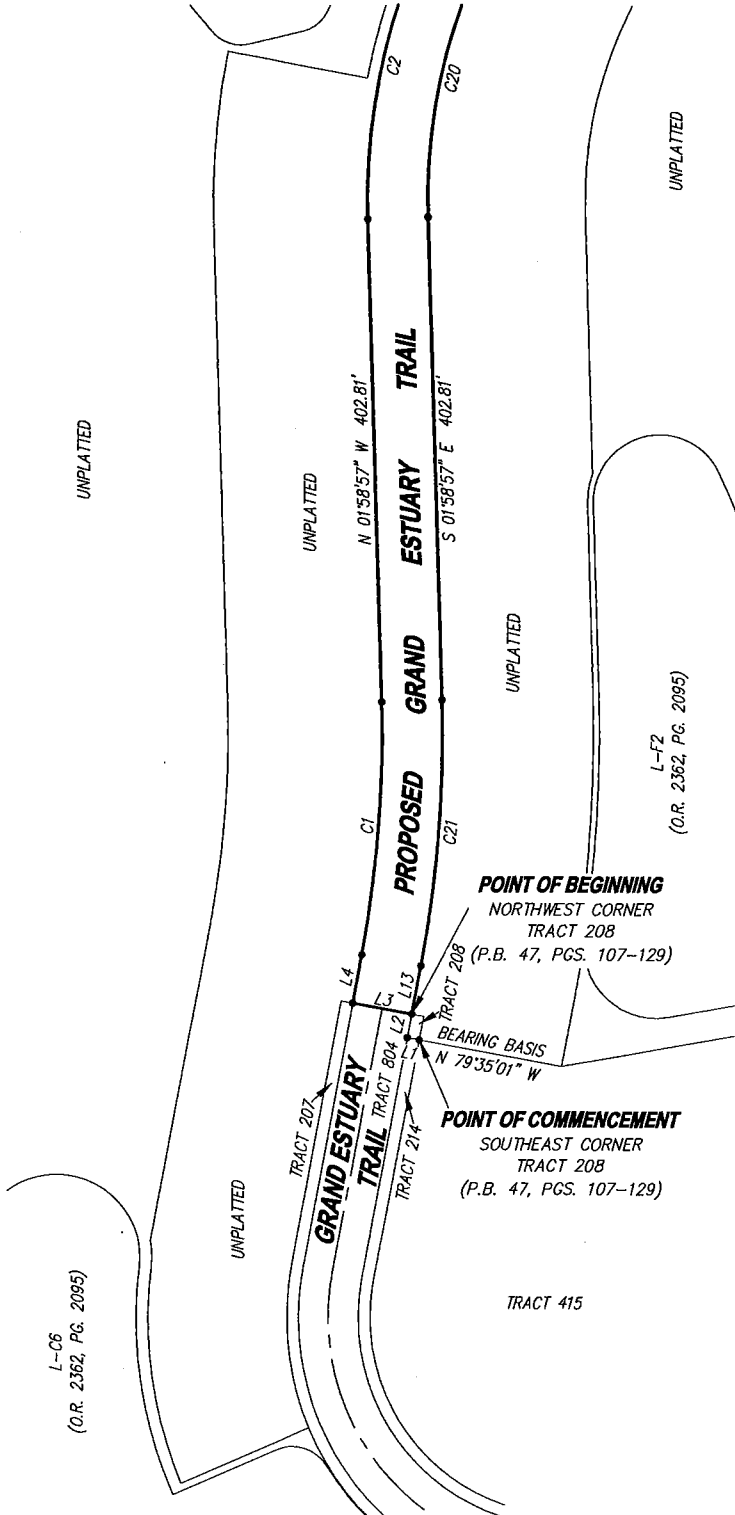 C2
C20
UNPLATTED
N 01°58'57" W 402.81'
S 01°58'57" E 402.81'
UNPLATTED
UNPLATTED
UNPLATTED
PROPOSED GRAND ESTUARY TRAIL
L-F2
(O.R. 2362, PG. 2095)
C1
C21
POINT OF BEGINNING
NORTHWEST CORNER
TRACT 208
(P.B. 47, PGS. 107-129)
L4
L3
L13
L2
L1
TRACT 208
BEARING BASIS
N 79°35'01" W
TRACT 207
GRAND ESTUARY
TRAIL
TRACT 804
TRACT 214
POINT OF COMMENCEMENT
SOUTHEAST CORNER
TRACT 208
(P.B. 47, PGS. 107-129)
UNPLATTED
TRACT 415
L-C6
(O.R. 2362, PG. 2095)